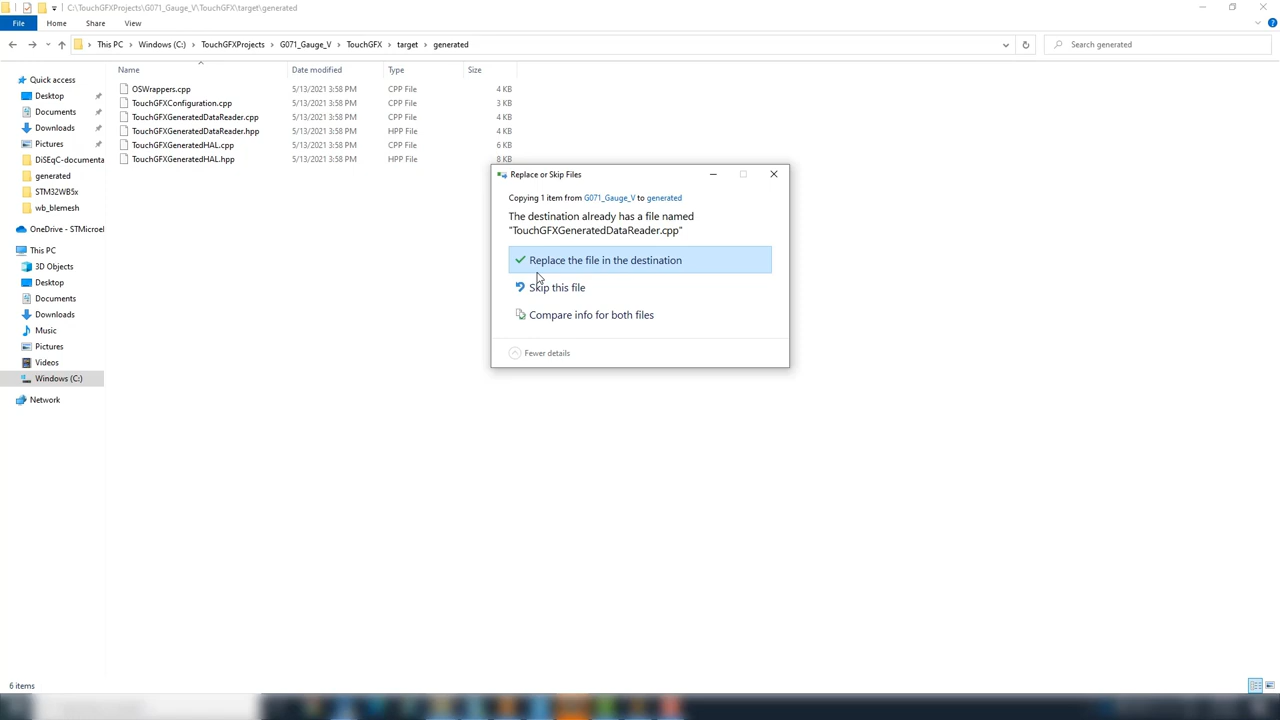 C:\TouchGFXProjects\G071_Gauge_V\TouchGFX\target\generated
File Home Share View
This PC Windows (C:) TouchGFXProjects G071_Gauge_V TouchGFX target generated
Search generated
Name Date modified Type Size
OSWrappers.cpp 5/13/2021 3:58 PM CPP File 4 KB
TouchGFXConfiguration.cpp 5/13/2021 3:58 PM CPP File 3 KB
TouchGFXGeneratedDataReader.cpp 5/13/2021 3:58 PM CPP File 4 KB
TouchGFXGeneratedDataReader.hpp 5/13/2021 3:58 PM HPP File 4 KB
TouchGFXGeneratedHAL.cpp 5/13/2021 3:58 PM CPP File 6 KB
TouchGFXGeneratedHAL.hpp 5/13/2021 3:58 PM HPP File 8 KB
Quick access
Desktop
Documents
Downloads
Pictures
DiSEqC-documenta
generated
STM32WB5x
wb_blemesh
OneDrive - STMicroel
This PC
3D Objects
Desktop
Documents
Downloads
Music
Pictures
Videos
Windows (C:)
Network
Replace or Skip Files
Copying 1 item from G071_Gauge_V to generated
The destination already has a file named
"TouchGFXGeneratedDataReader.cpp"
Replace the file in the destination
Skip this file
Compare info for both files
Fewer details
6 items